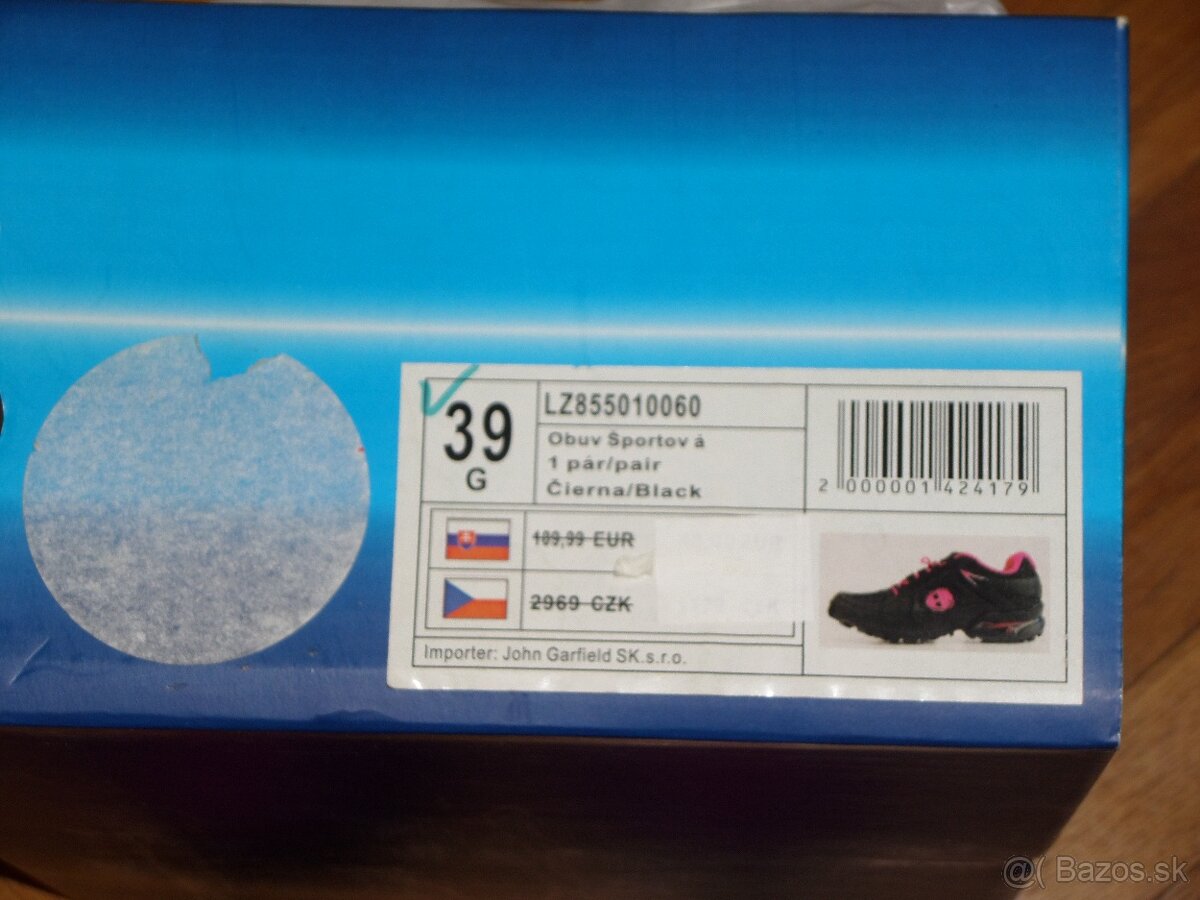 39
G
LZ855010060
Obuv Športov á
1 pár/pair
Čierna/Black
2 000001 424179
109,99 EUR
2969 CZK
Importer: John Garfield SK.s.r.o.
@( Bazos.sk